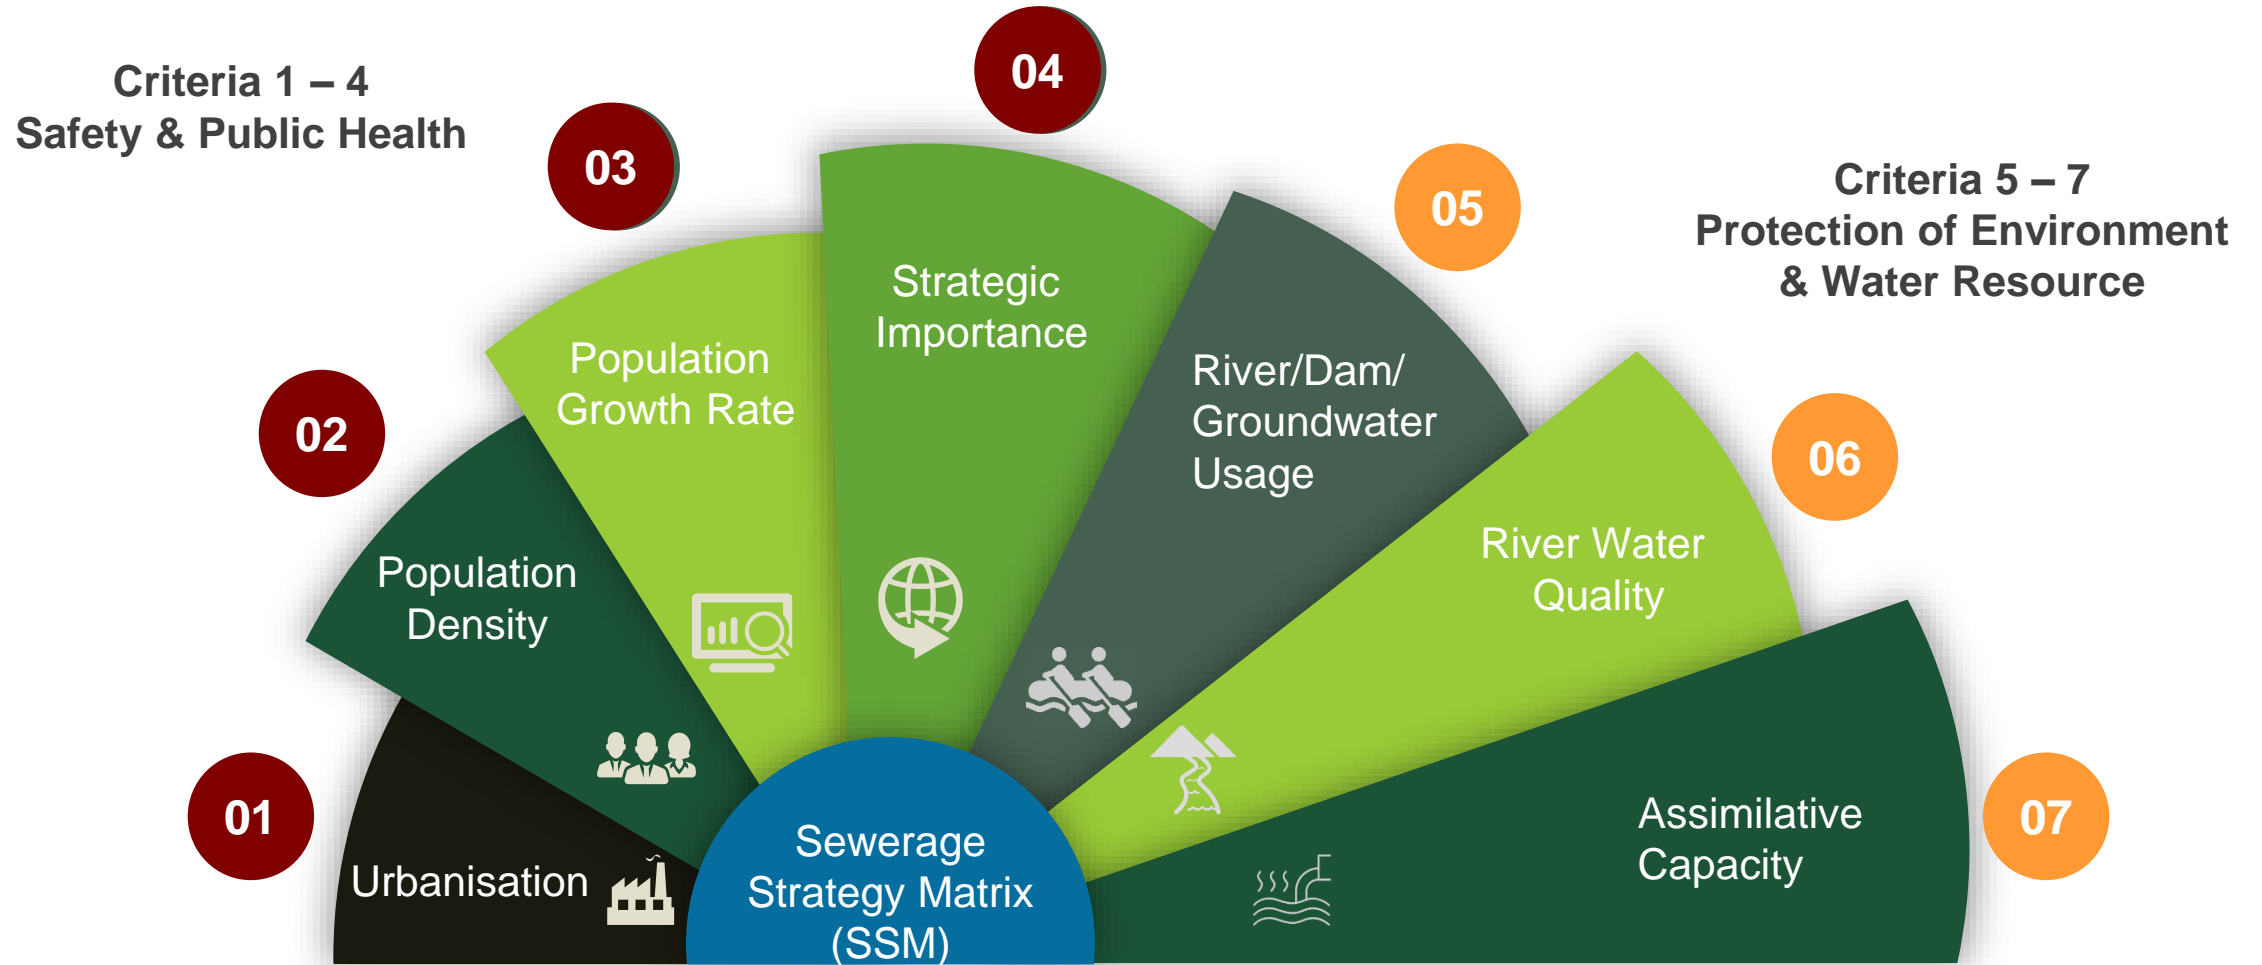 Criteria 1 – 4
Safety & Public Health
01
Urbanisation
02
Population
Density
03
Population
Growth Rate
04
Strategic
Importance
05
River/Dam/
Groundwater
Usage
06
River Water
Quality
07
Assimilative
Capacity
Criteria 5 – 7
Protection of Environment
& Water Resource
Sewerage
Strategy Matrix
(SSM)